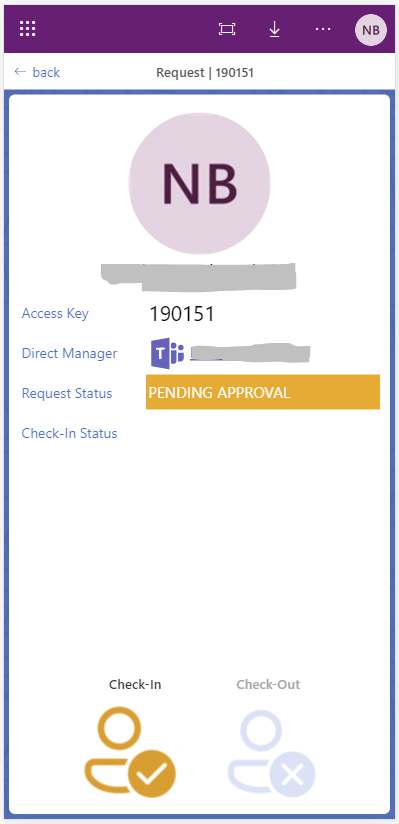 NB
back
Request | 190151
NB
Access Key
190151
Direct Manager
T
Request Status
PENDING APPROVAL
Check-In Status
Check-In
Check-Out